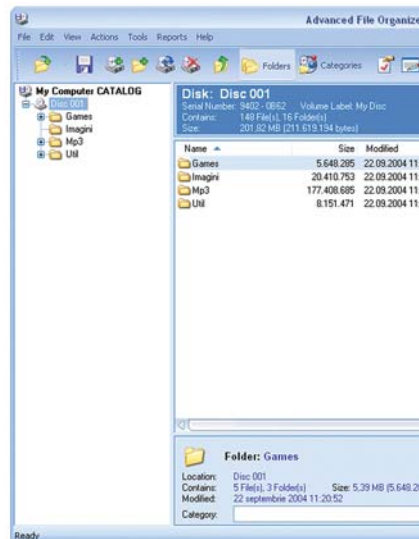 Advanced File Organize
File Edit View Actions Tools Reports Help
Folders Categories
My Computer CATALOG
Disc 001
Games
Imagini
Mp3
Util
Disk: Disc 001
Serial Number: 9402 - 0B62 Volume Label: My Disc
Contains: 148 File(s), 16 Folder(s)
Size: 201,82 MB (211.619.194 bytes)
Name Size Modified
Games 5.648.285 22.09.2004 11:
Imagini 20.410.753 22.09.2004 11:
Mp3 177.408.685 22.09.2004 11:
Util 8.151.471 22.09.2004 11:
Folder: Games
Location: Disc 001
Contains: 5 File(s), 3 Folder(s) Size: 5,39 MB (5.648.28
Modified: 22 septembrie 2004 11:20:52
Category:
Ready